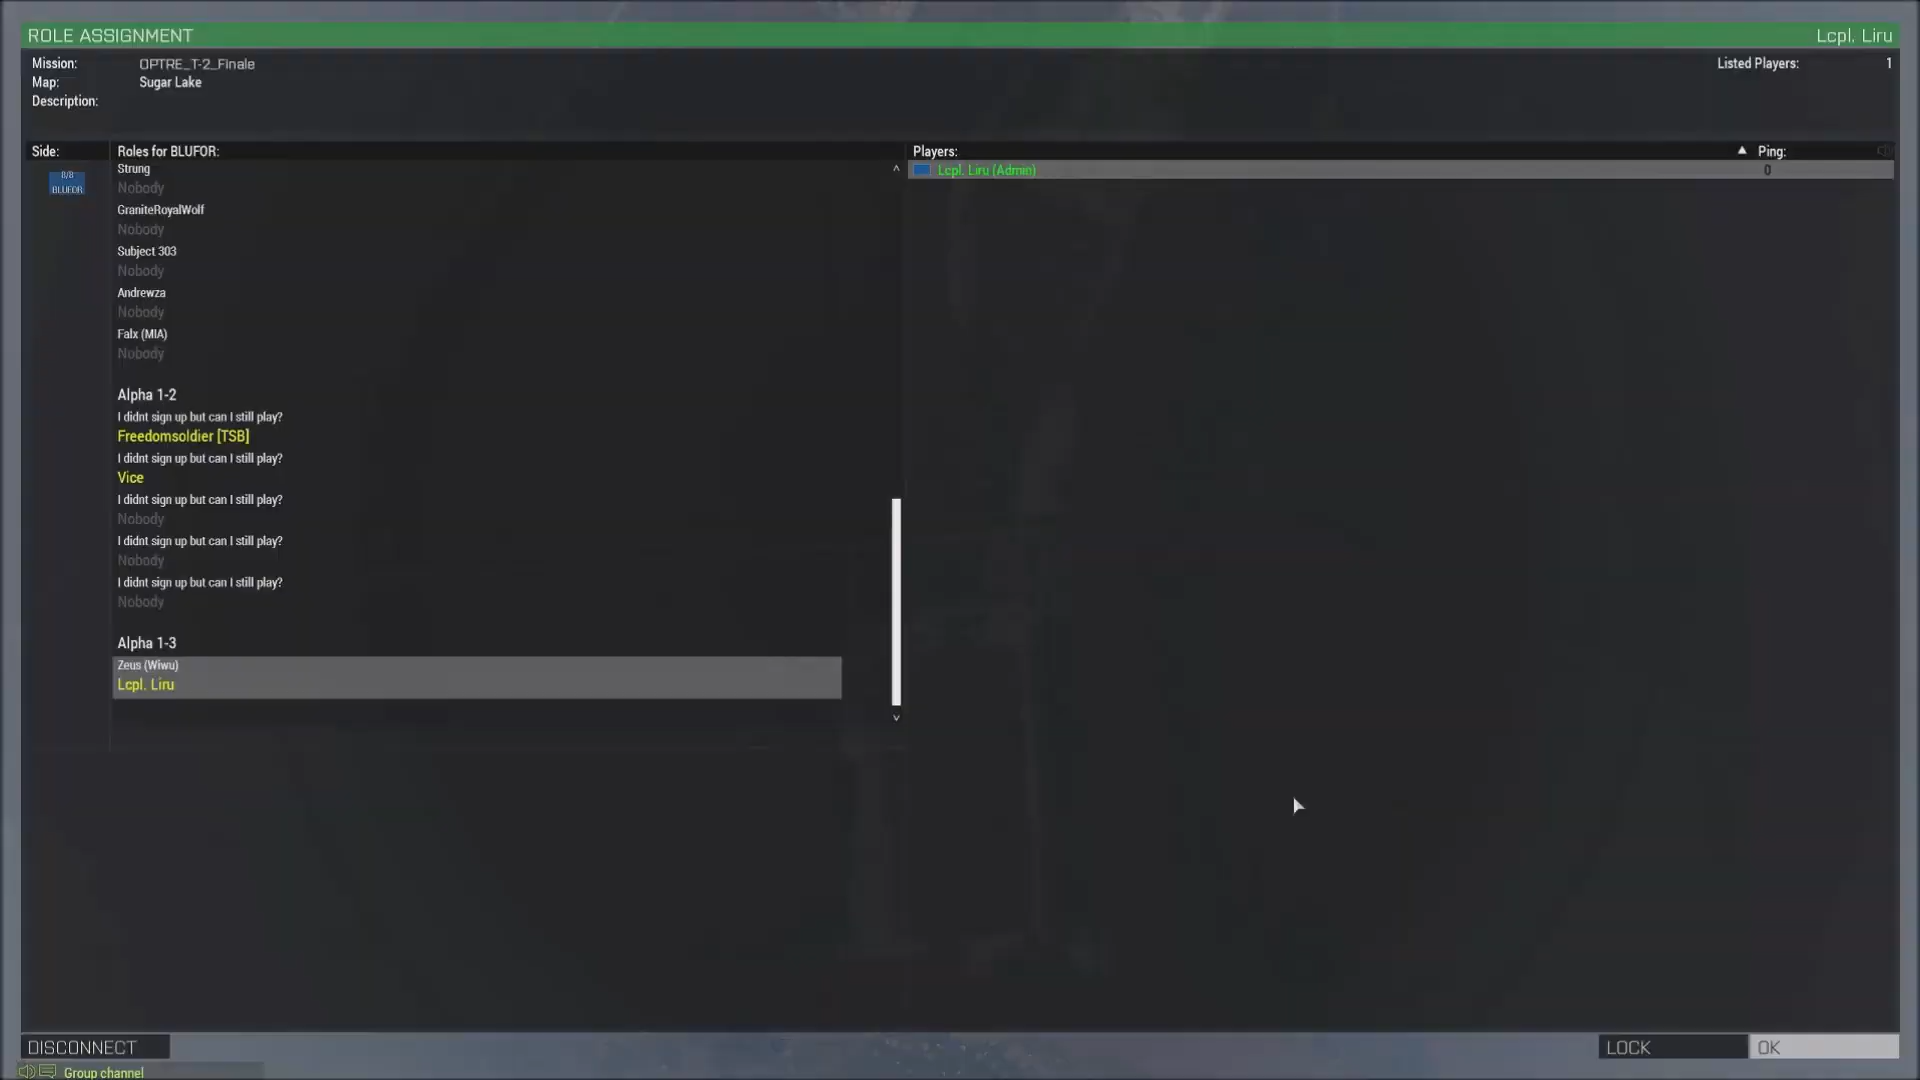 ROLE ASSIGNMENT
Lcpl. Liru
Mission:
OPTRE_T-2_Finale
Listed Players:
1
Map:
Sugar Lake
Description:
Side:
Roles for BLUFOR:
Players:
Ping:
8/8
BLUFOR
Strung
Nobody
GraniteRoyalWolf
Nobody
Subject 303
Nobody
Andrewza
Nobody
Falx (MIA)
Nobody
Alpha 1-2
I didnt sign up but can I still play?
Freedomsoldier [TSB]
I didnt sign up but can I still play?
Vice
I didnt sign up but can I still play?
Nobody
I didnt sign up but can I still play?
Nobody
I didnt sign up but can I still play?
Nobody
Alpha 1-3
Zeus (Wiwu)
Lcpl. Liru
Lcpl. Liru (Admin)
0
DISCONNECT
LOCK
OK
Group channel